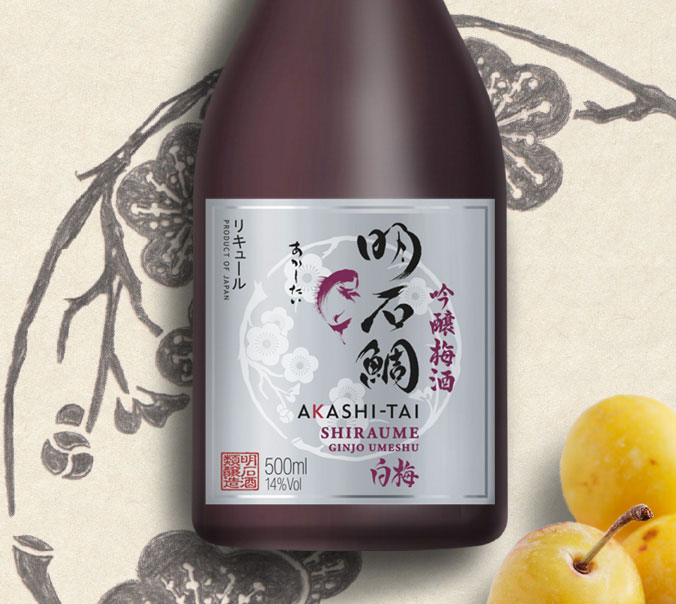 リキュール
PRODUCT OF JAPAN
あかしたい
明石鯛
吟醸梅酒
AKASHI-TAI
SHIRAUME
GINJO UMESHU
白梅
明石酒
類醸造
500ml
14%Vol